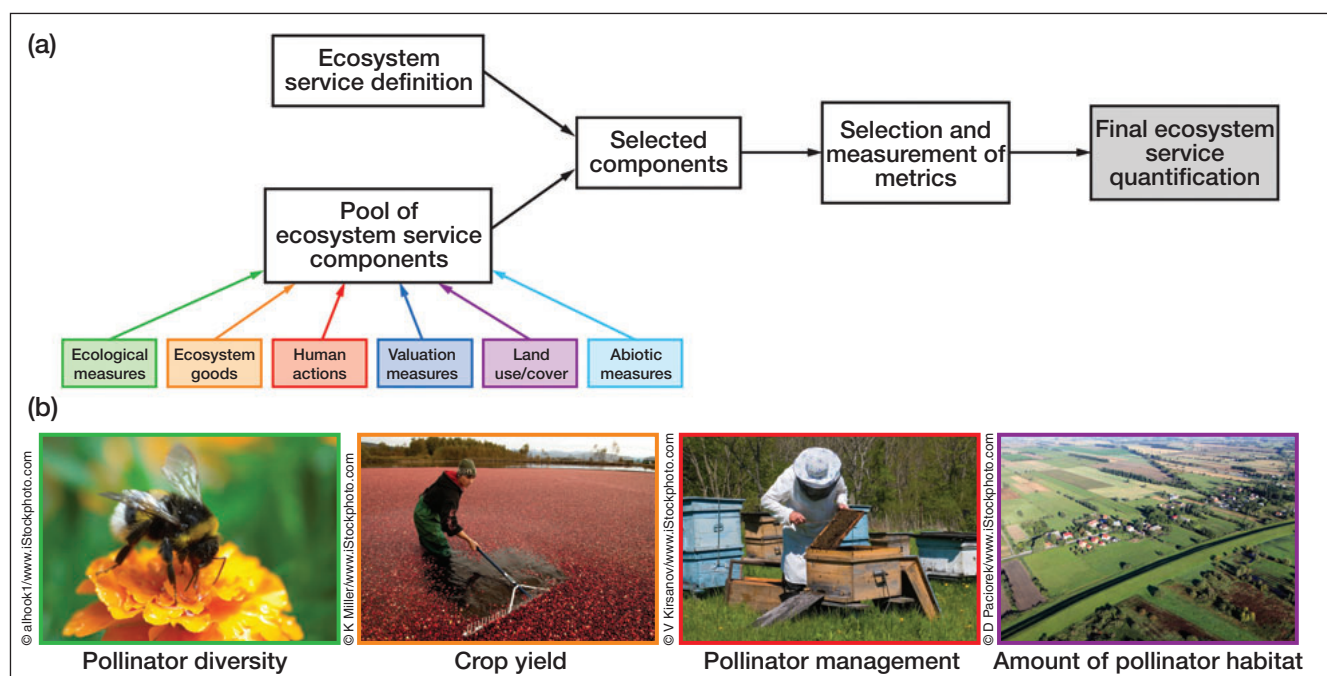 (a)
Ecosystem
service definition
Pool of
ecosystem service
components
Selected
components
Selection and
measurement of
metrics
Final ecosystem
service
quantification
Ecological
measures
Ecosystem
goods
Human
actions
Valuation
measures
Land
use/cover
Abiotic
measures
(b)
© alhook1/www.iStockphoto.com
Pollinator diversity
© K Miller/www.iStockphoto.com
Crop yield
© V Kirsanov/www.iStockphoto.com
Pollinator management
© D Paciorek/www.iStockphoto.com
Amount of pollinator habitat